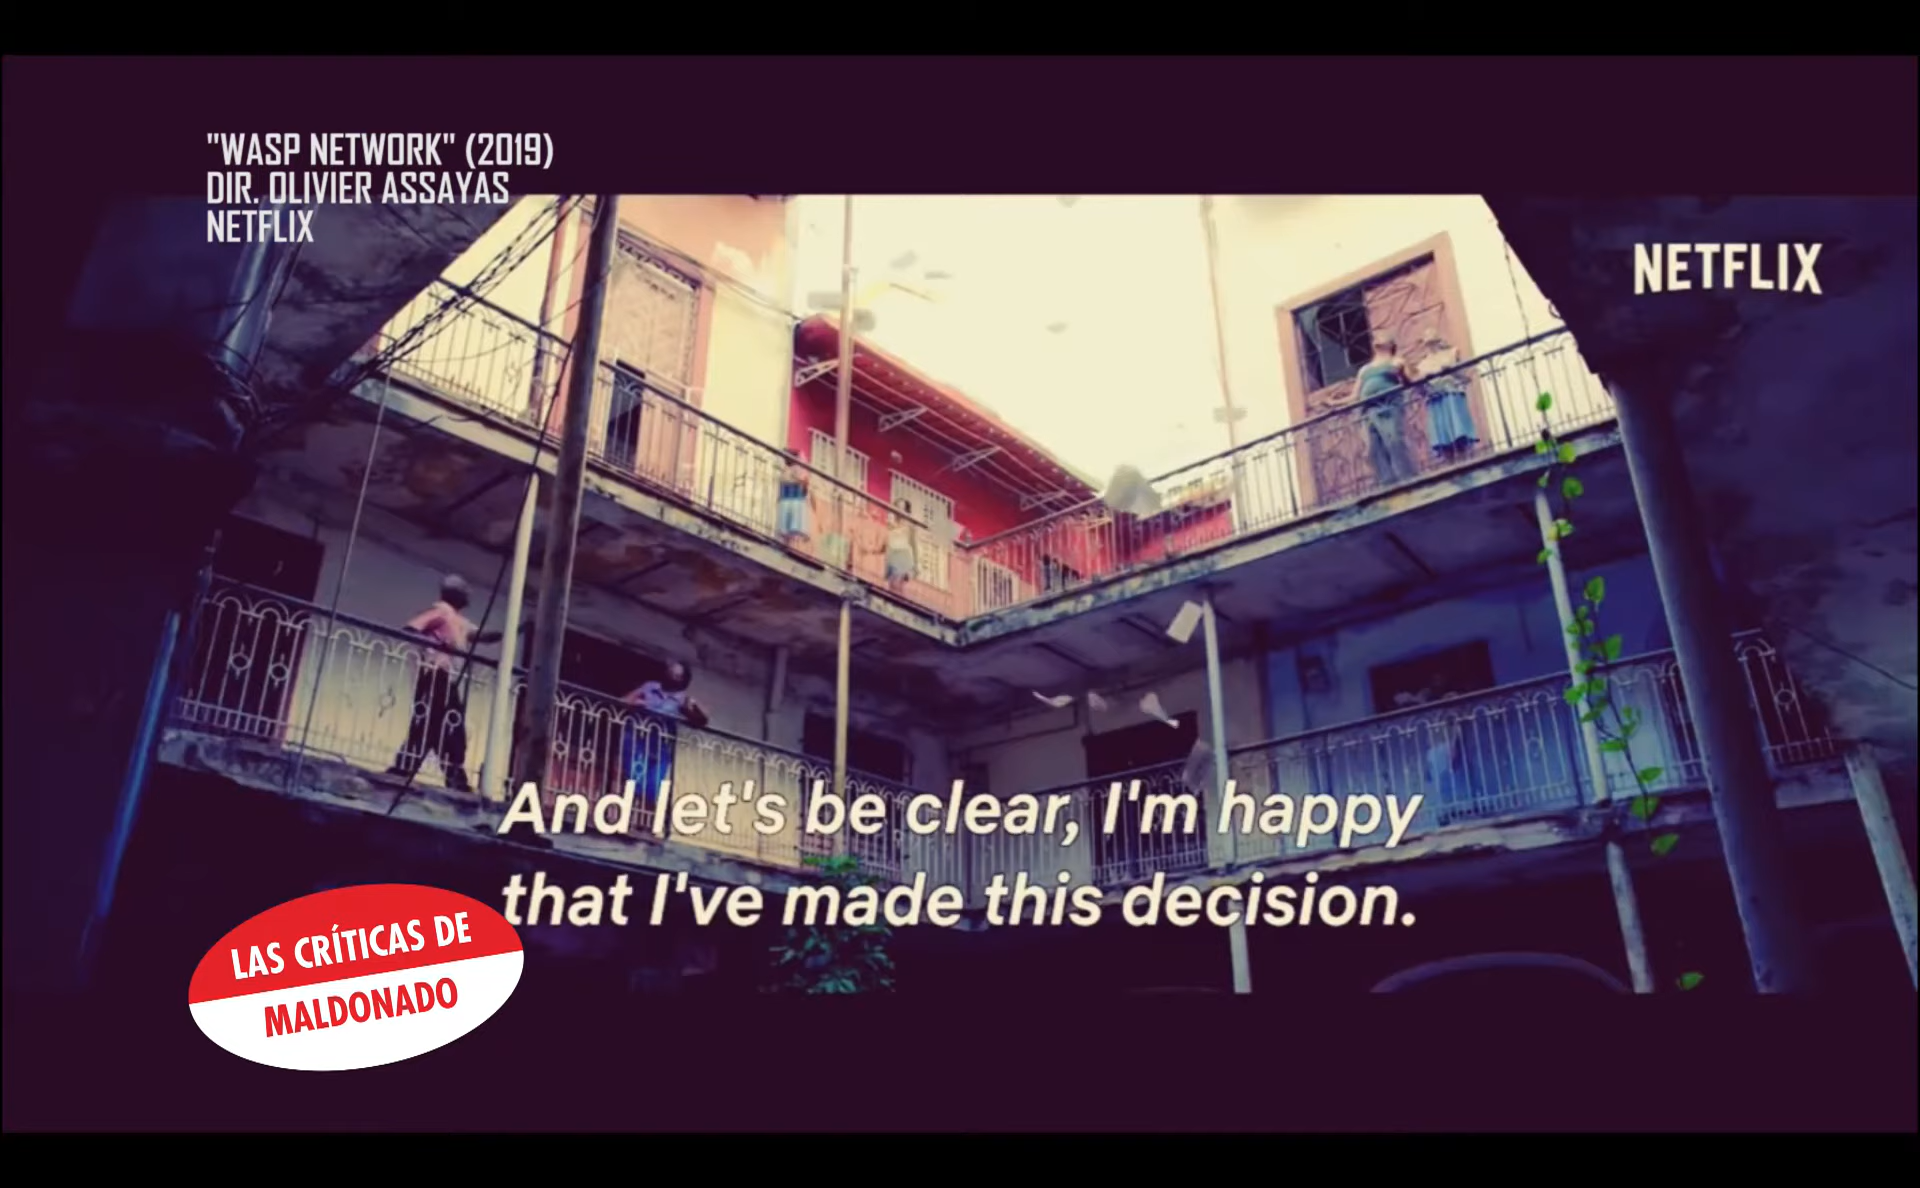 "WASP NETWORK" (2019)
DIR. OLIVIER ASSAYAS
NETFLIX
NETFLIX
And let's be clear, I'm happy
that I've made this decision.
LAS CRÍTICAS DE
MALDONADO